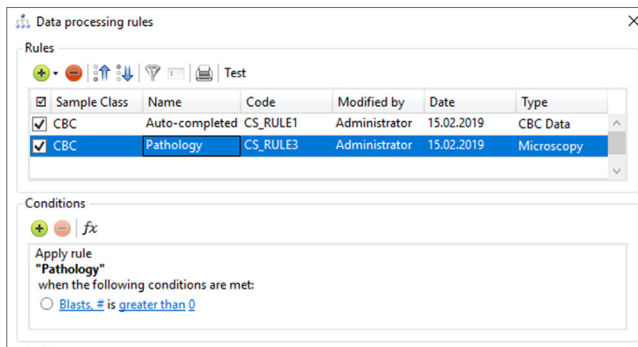 Data processing rules
Rules
Test
Sample Class Name Code Modified by Date Type
CBC Auto-completed CS_RULE1 Administrator 15.02.2019 CBC Data
CBC Pathology CS_RULE3 Administrator 15.02.2019 Microscopy
Conditions
fx
Apply rule
"Pathology"
when the following conditions are met:
Blasts, # is greater than 0